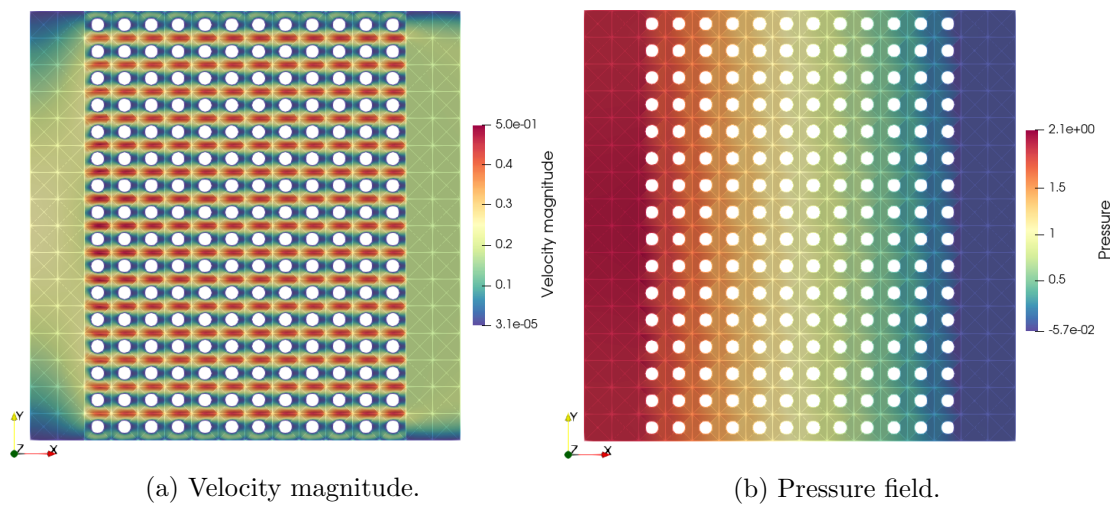 5.0e-01
0.4
0.3
0.2
0.1
3.1e-05
Velocity magnitude
Y
Z
X
2.1e+00
1.5
1
0.5
-5.7e-02
Pressure
Y
Z
X
(a) Velocity magnitude.
(b) Pressure field.